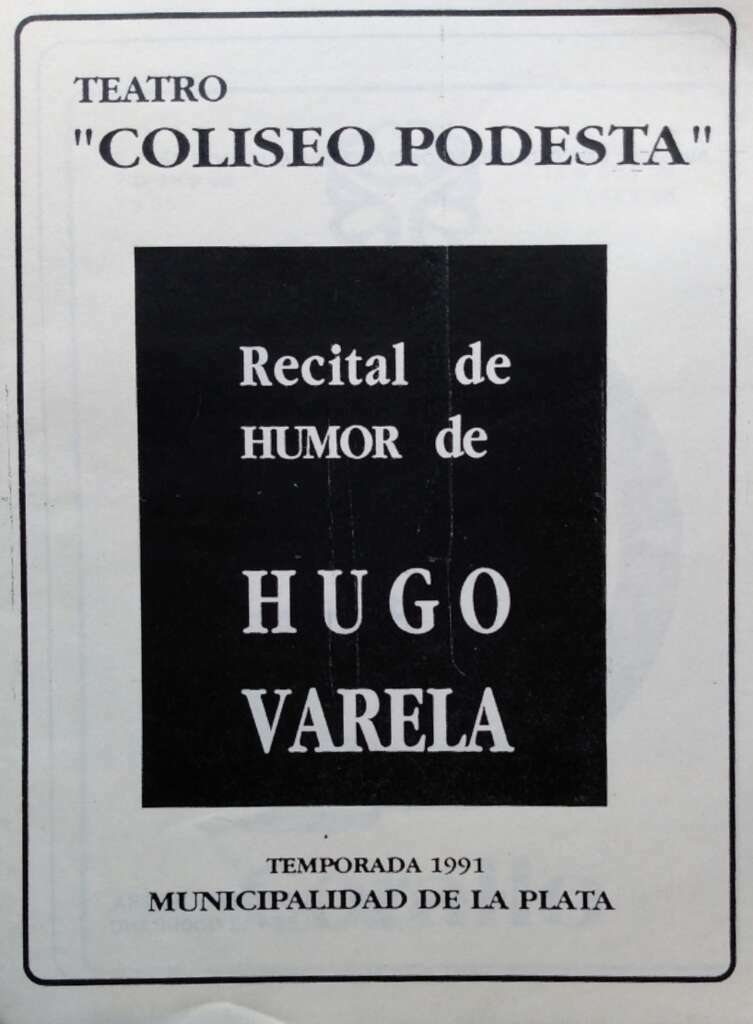 TEATRO
"COLISEO PODESTA"
Recital de
HUMOR de
HUGO
VARELA
TEMPORADA 1991
MUNICIPALIDAD DE LA PLATA